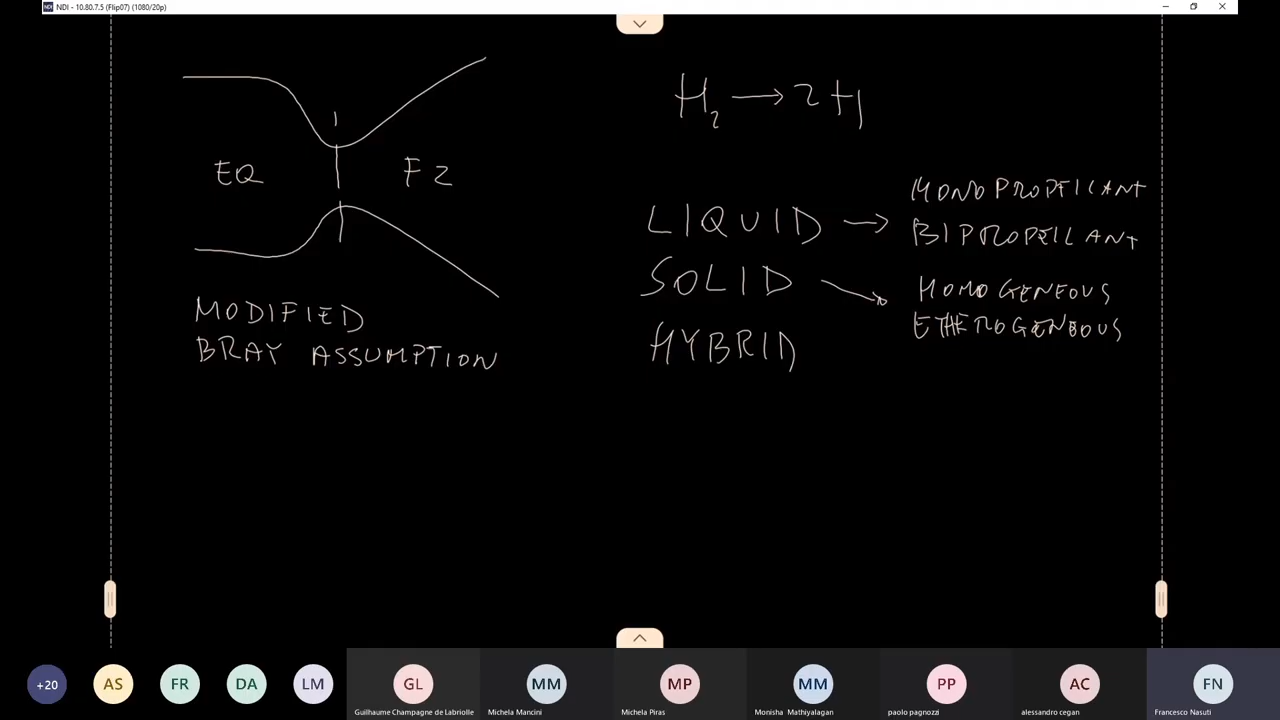 NDI - 10.80.7.5 (Flip07) (1080/20p)
H₂ → 2H
EQ
FZ
MODIFIED
BRAY ASSUMPTION
LIQUID → MONOPROPELLANT
BIPROPELLANT
SOLID → HOMOGENEOUS
ETHEROGENEOUS
HYBRID
+20
AS
FR
DA
LM
GL
Guilhaume Champagne de Labriolle
MM
Michela Mancini
MP
Michela Piras
MM
Monisha Mathiyalagan
PP
paolo pagnozzi
AC
alessandro cegan
FN
Francesco Nasuti